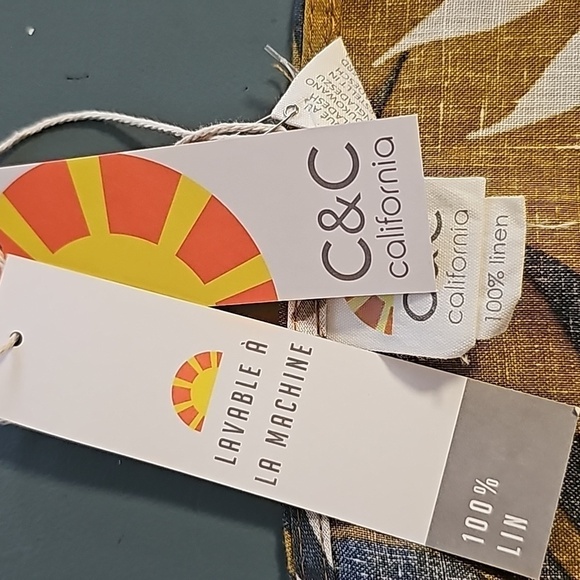 C&C
california
C&C
california
100% linen
LAVABLE À
LA MACHINE
100%
LIN